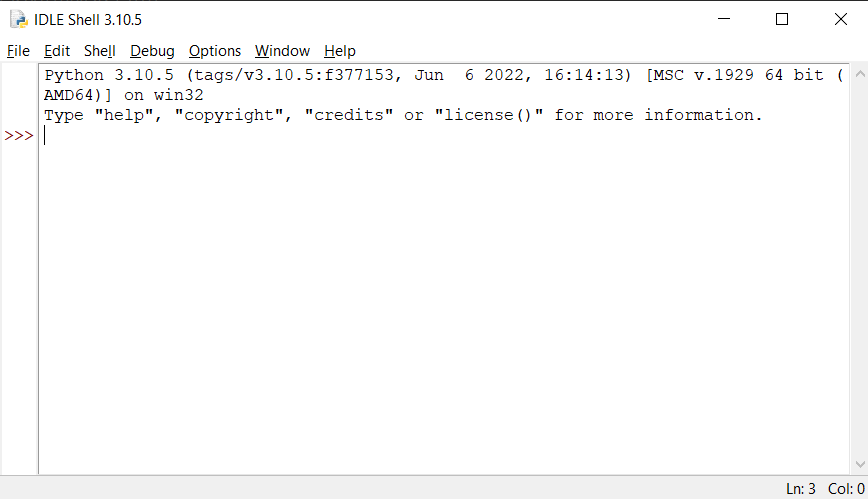 IDLE Shell 3.10.5
File Edit Shell Debug Options Window Help
Python 3.10.5 (tags/v3.10.5:f377153, Jun  6 2022, 16:14:13) [MSC v.1929 64 bit (
AMD64)] on win32
Type "help", "copyright", "credits" or "license()" for more information.
>>>
Ln: 3 Col: 0